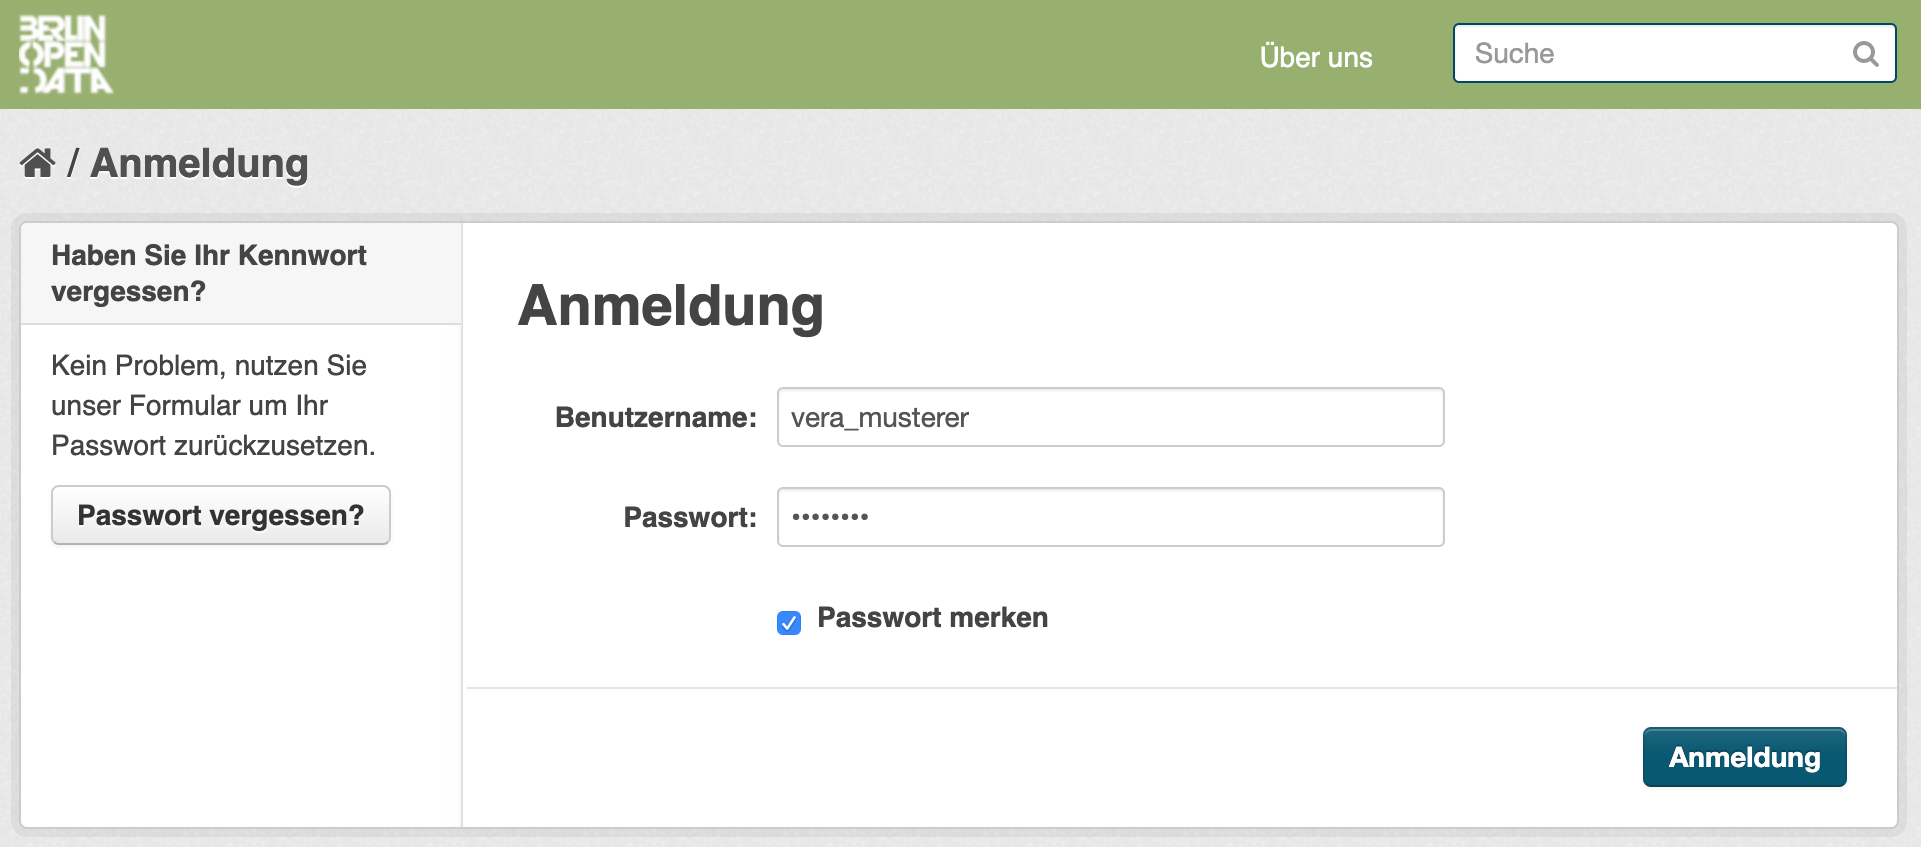 BERLIN
OPEN
DATA
Über uns
Suche
/ Anmeldung
Haben Sie Ihr Kennwort
vergessen?
Kein Problem, nutzen Sie
unser Formular um Ihr
Passwort zurückzusetzen.
Passwort vergessen?
Anmeldung
Benutzername: vera_musterer
Passwort: ••••••••
Passwort merken
Anmeldung